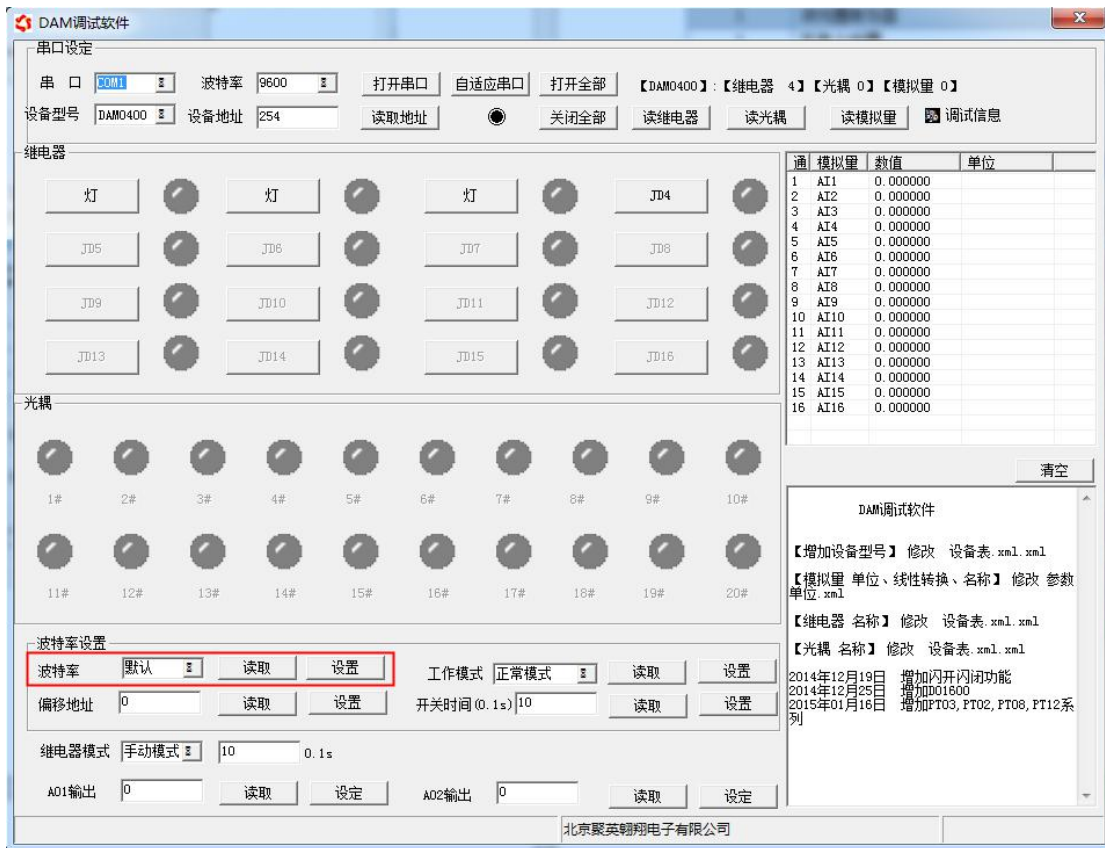 DAM调试软件
串口设定
串 口 COM1 波特率 9600 打开串口 自适应串口 打开全部 【DAM0400】:【继电器 4】【光耦 0】【模拟量 0】
设备型号 DAM0400 设备地址 254 读取地址 关闭全部 读继电器 读光耦 读模拟量 调试信息
继电器
灯 灯 灯 JD4
JD5 JD6 JD7 JD8
JD9 JD10 JD11 JD12
JD13 JD14 JD15 JD16
通 模拟量 数值 单位
1 AI1 0.000000
2 AI2 0.000000
3 AI3 0.000000
4 AI4 0.000000
5 AI5 0.000000
6 AI6 0.000000
7 AI7 0.000000
8 AI8 0.000000
9 AI9 0.000000
10 AI10 0.000000
11 AI11 0.000000
12 AI12 0.000000
13 AI13 0.000000
14 AI14 0.000000
15 AI15 0.000000
16 AI16 0.000000
光耦
1# 2# 3# 4# 5# 6# 7# 8# 9# 10#
11# 12# 13# 14# 15# 16# 17# 18# 19# 20#
清空
DAM调试软件
【增加设备型号】 修改 设备表.xml.xml
【模拟量 单位、线性转换、名称】 修改 参数
单位.xml
【继电器 名称】 修改 设备表.xml.xml
【光耦 名称】 修改 设备表.xml.xml
2014年12月19日 增加闪开闪闭功能
2014年12月25日 增加DO1600
2015年01月16日 增加PT03,PT02,PT08,PT12系
列
波特率设置
波特率 默认 读取 设置 工作模式 正常模式 读取 设置
偏移地址 0 读取 设置 开关时间(0.1s) 10 读取 设置
继电器模式 手动模式 10 0.1s
AO1输出 0 读取 设定 AO2输出 0 读取 设定
北京聚英翱翔电子有限公司